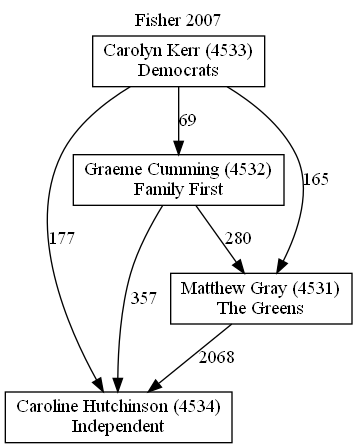 Fisher 2007
Carolyn Kerr (4533)
Democrats
69
Graeme Cumming (4532)
Family First
165
177
357
280
Matthew Gray (4531)
The Greens
2068
Caroline Hutchinson (4534)
Independent